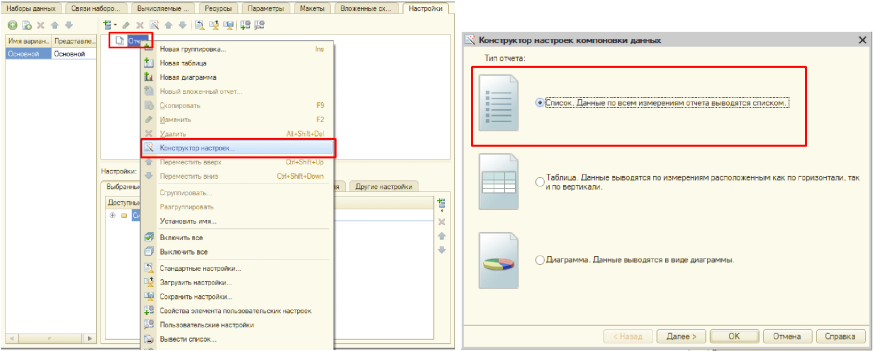 Наборы данных
Связи наборо...
Вычисляемые ...
Ресурсы
Параметры
Макеты
Вложенные сх...
Настройки
Имя вариан...
Представле...
Основной
Основной
Новая группировка... Ins
Новая таблица
Новая диаграмма
Новый вложенный отчет...
Скопировать F9
Изменить F2
Удалить Alt+Shift+Del
Конструктор настроек...
Переместить вверх Ctrl+Shift+Up
Переместить вниз Ctrl+Shift+Down
Сгруппировать...
Разгруппировать
Установить имя...
Включить все
Выключить все
Стандартные настройки...
Загрузить настройки...
Сохранить настройки...
Свойства элемента пользовательских настроек
Пользовательские настройки
Вывести список...
Настройки:
Другие настройки
Конструктор настроек компоновки данных
Тип отчета:
Список. Данные по всем измерениям отчета выводятся списком.
Таблица. Данные выводятся по измерениям расположенным как по горизонтали, так
и по вертикали.
Диаграмма. Данные выводятся в виде диаграммы.
< Назад
Далее >
OK
Отмена
Справка